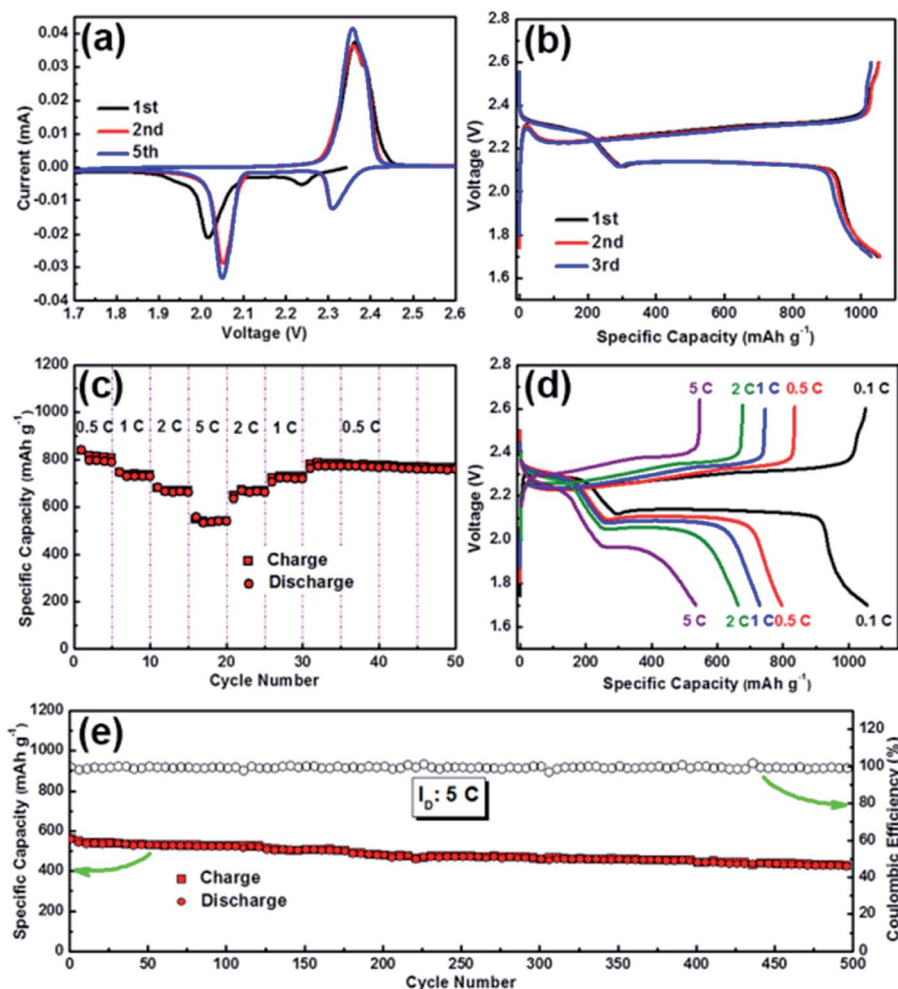 (a)
0.04
0.03
0.02
0.01
0.00
-0.01
-0.02
-0.03
-0.04
Current (mA)
1st
2nd
5th
1.7 1.8 1.9 2.0 2.1 2.2 2.3 2.4 2.5 2.6
Voltage (V)
(b)
2.8
2.6
2.4
2.2
2.0
1.8
1.6
Voltage (V)
1st
2nd
3rd
0 200 400 600 800 1000
Specific Capacity (mAh g⁻¹)
(c)
1200
1000
800
600
400
200
0
Specific Capacity (mAh g⁻¹)
0.5 C 1 C 2 C 5 C 2 C 1 C 0.5 C
Charge
Discharge
0 10 20 30 40 50
Cycle Number
(d)
2.8
2.6
2.4
2.2
2.0
1.8
1.6
Voltage (V)
5 C 2 C 1 C 0.5 C 0.1 C
5 C 2 C 1 C 0.5 C 0.1 C
0 200 400 600 800 1000
Specific Capacity (mAh g⁻¹)
(e)
1200
1000
800
600
400
200
0
Specific Capacity (mAh g⁻¹)
I_D: 5 C
Charge
Discharge
120
100
80
60
40
20
0
Coulombic Efficiency (%)
0 50 100 150 200 250 300 350 400 450 500
Cycle Number